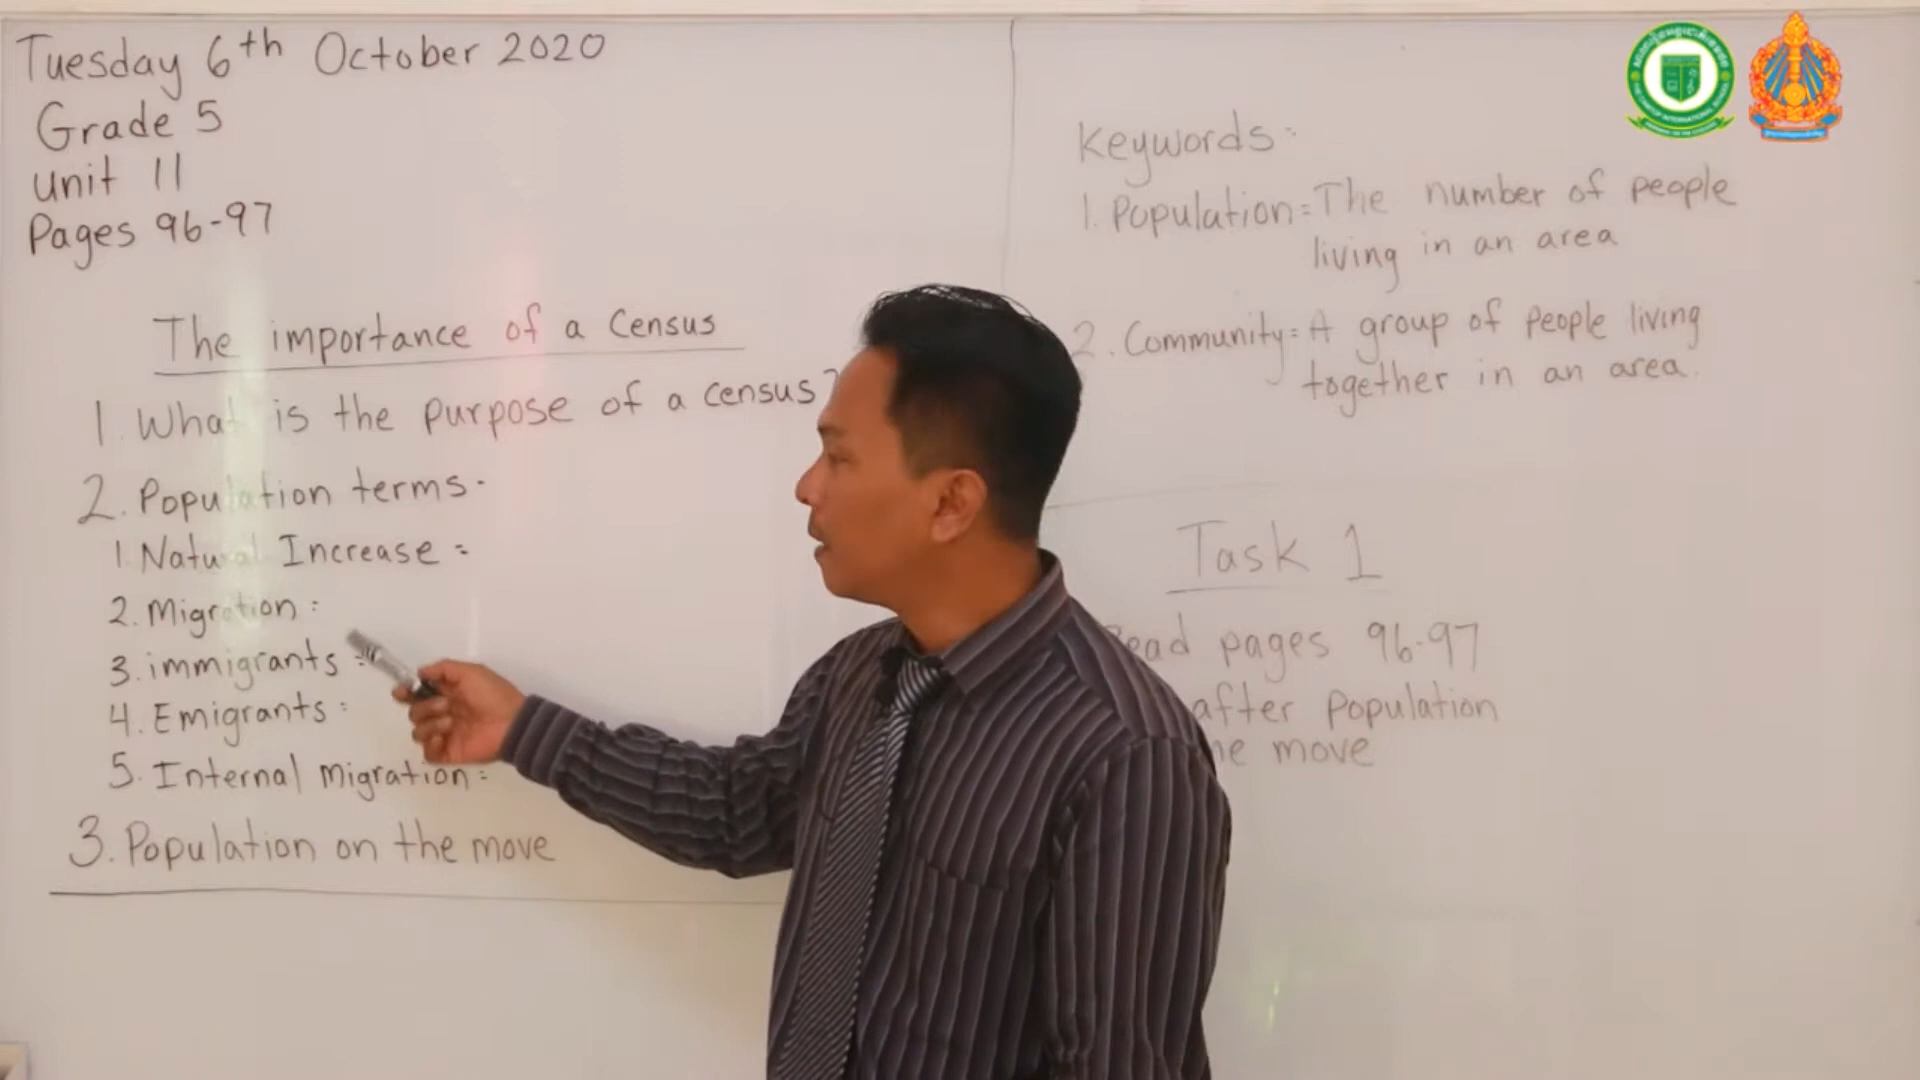 Tuesday 6th October 2020
Grade 5
Unit 11
Pages 96-97
The importance of a Census
1. What is the purpose of a census?
2. Population terms.
1. Natural Increase =
2. Migration :
3. immigrants =
4. Emigrants :
5. Internal Migration =
3. Population on the move
Keywords:
1. Population = The number of people
living in an area
2. Community = A group of people living
together in an area.
Task 1
Read pages 96-97
after Population
move